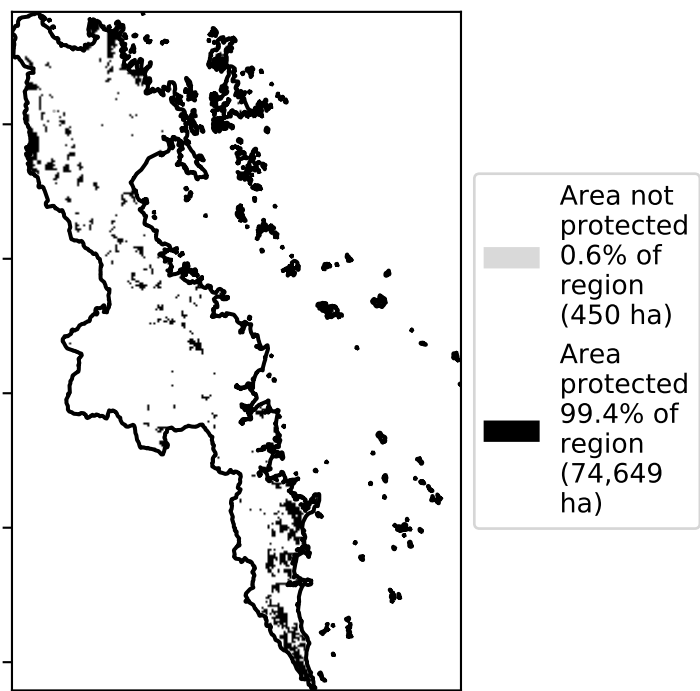 Area not
protected
0.6% of
region
(450 ha)
Area
protected
99.4% of
region
(74,649
ha)